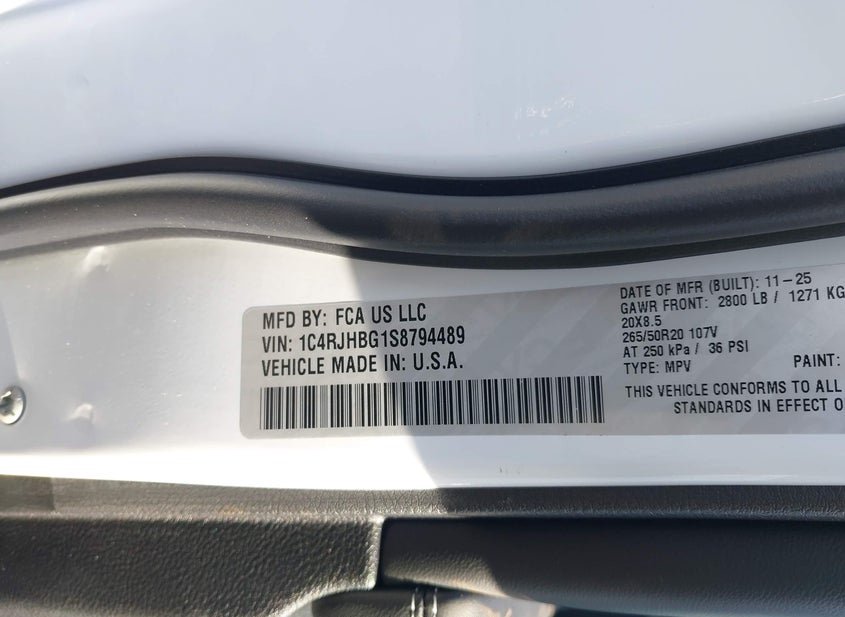 MFD BY: FCA US LLC
VIN: 1C4RJHBG1S8794489
VEHICLE MADE IN: U.S.A.
DATE OF MFR (BUILT): 11-25
GAWR FRONT: 2800 LB / 1271 KG
20X8.5
265/50R20 107V
AT 250 kPa / 36 PSI
TYPE: MPV PAINT:
THIS VEHICLE CONFORMS TO ALL
STANDARDS IN EFFECT O